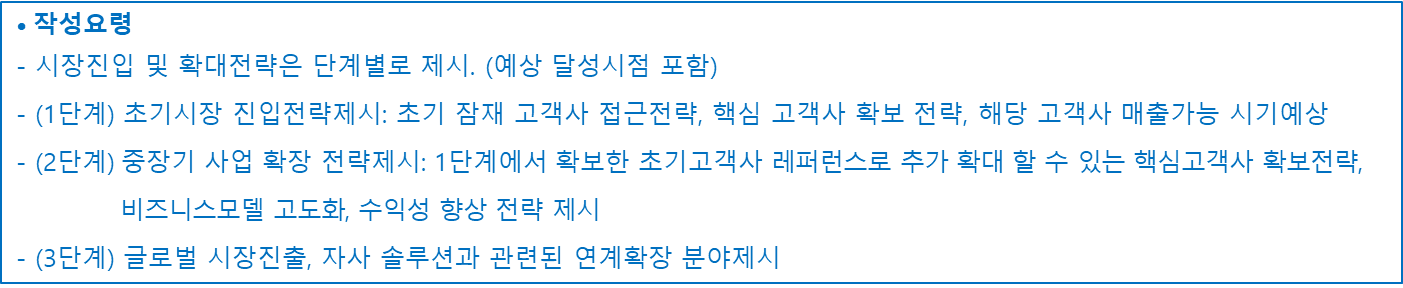 • 작성요령
- 시장진입 및 확대전략은 단계별로 제시. (예상 달성시점 포함)
- (1단계) 초기시장 진입전략제시: 초기 잠재 고객사 접근전략, 핵심 고객사 확보 전략, 해당 고객사 매출가능 시기예상
- (2단계) 중장기 사업 확장 전략제시: 1단계에서 확보한 초기고객사 레퍼런스로 추가 확대 할 수 있는 핵심고객사 확보전략,
비즈니스모델 고도화, 수익성 향상 전략 제시
- (3단계) 글로벌 시장진출, 자사 솔루션과 관련된 연계확장 분야제시